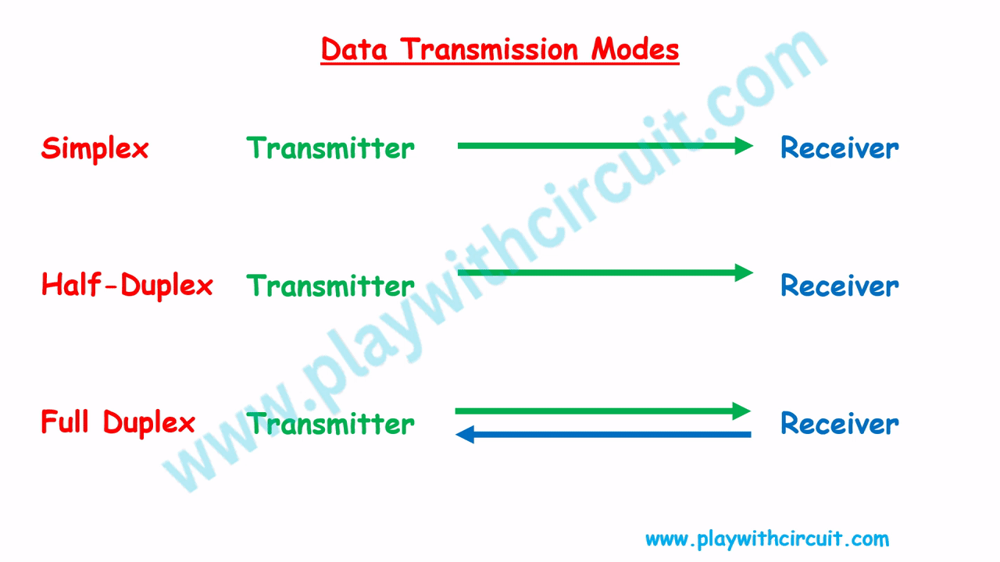 Data Transmission Modes
Simplex Transmitter Receiver
Half-Duplex Transmitter Receiver
Full Duplex Transmitter Receiver
www.playwithcircuit.com
www.playwithcircuit.com